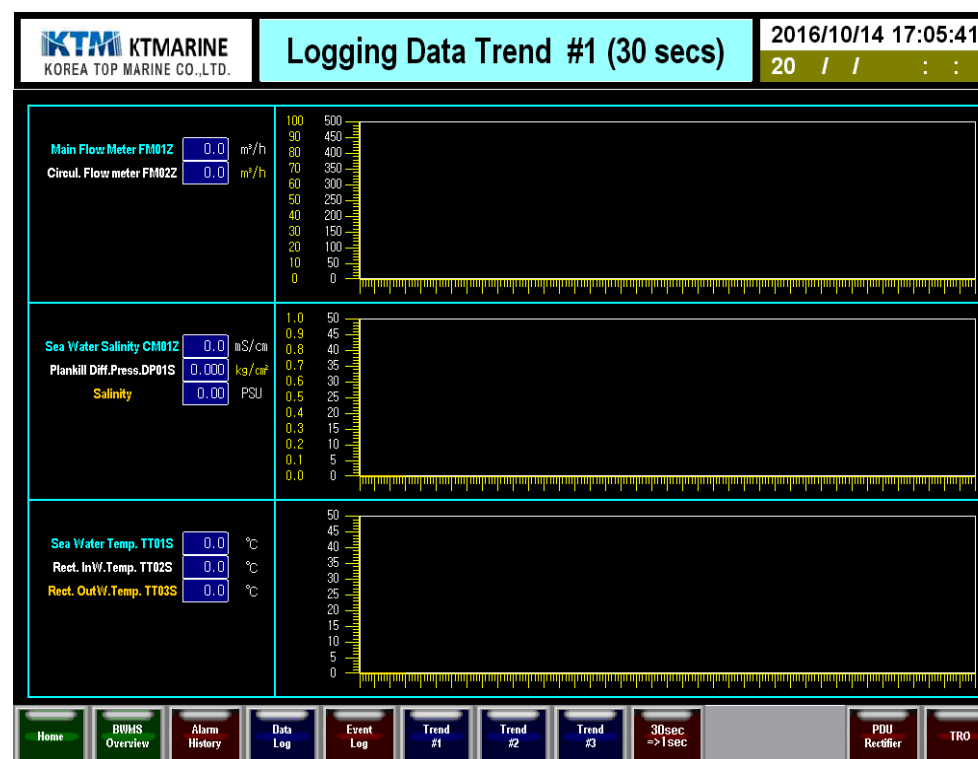 KTM KTMARINE
KOREA TOP MARINE CO.,LTD.
Logging Data Trend #1 (30 secs)
2016/10/14 17:05:41
20 / / : :
Main Flow Meter FM01Z 0.0 m³/h
Circul. Flow meter FM02Z 0.0 m³/h
100 500
90 450
80 400
70 350
60 300
50 250
40 200
30 150
20 100
10 50
0 0
Sea Water Salinity CM01Z 0.0 mS/cm
Plankill Diff.Press.DP01S 0.000 kg/cm²
Salinity 0.00 PSU
1.0 50
0.9 45
0.8 40
0.7 35
0.6 30
0.5 25
0.4 20
0.3 15
0.2 10
0.1 5
0.0 0
Sea Water Temp. TT01S 0.0 °C
Rect. InW.Temp. TT02S 0.0 °C
Rect. OutW.Temp. TT03S 0.0 °C
50
45
40
35
30
25
20
15
10
5
0
Home
BWMS
Overview
Alarm
History
Data
Log
Event
Log
Trend
#1
Trend
#2
Trend
#3
30sec
=>1sec
PDU
Rectifier
TRO